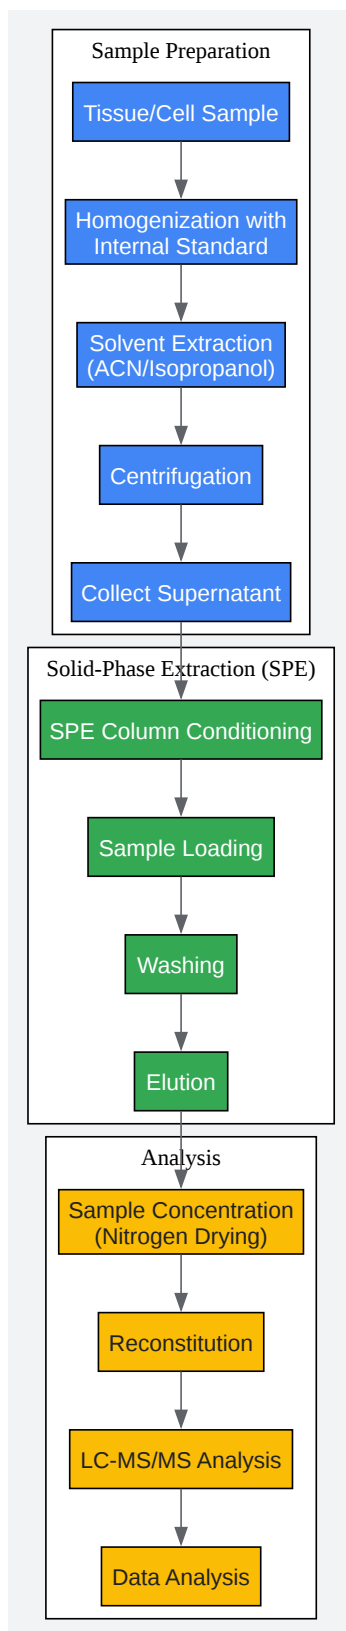 Sample Preparation
Tissue/Cell Sample
Homogenization with
Internal Standard
Solvent Extraction
(ACN/Isopropanol)
Centrifugation
Collect Supernatant
Solid-Phase Extraction (SPE)
SPE Column Conditioning
Sample Loading
Washing
Elution
Analysis
Sample Concentration
(Nitrogen Drying)
Reconstitution
LC-MS/MS Analysis
Data Analysis